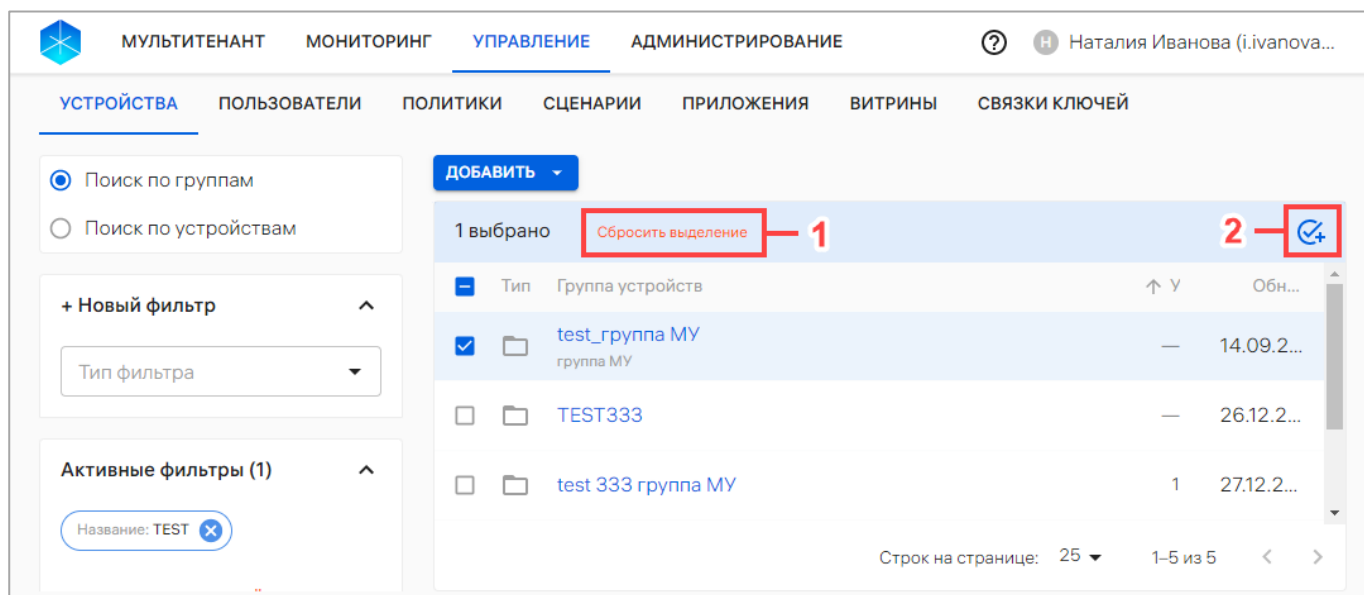 МУЛЬТИТЕНАНТ МОНИТОРИНГ УПРАВЛЕНИЕ АДМИНИСТРИРОВАНИЕ ? Н Наталия Иванова (i.ivanova...
УСТРОЙСТВА ПОЛЬЗОВАТЕЛИ ПОЛИТИКИ СЦЕНАРИИ ПРИЛОЖЕНИЯ ВИТРИНЫ СВЯЗКИ КЛЮЧЕЙ
Поиск по группам
Поиск по устройствам
+ Новый фильтр
Тип фильтра
Активные фильтры (1)
Название: TEST
ДОБАВИТЬ
1 выбрано Сбросить выделение 1 2
Тип Группа устройств У Обн...
test_группа МУ — 14.09.2...
группа МУ
TEST333 — 26.12.2...
test 333 группа МУ 1 27.12.2...
Строк на странице: 25 1–5 из 5